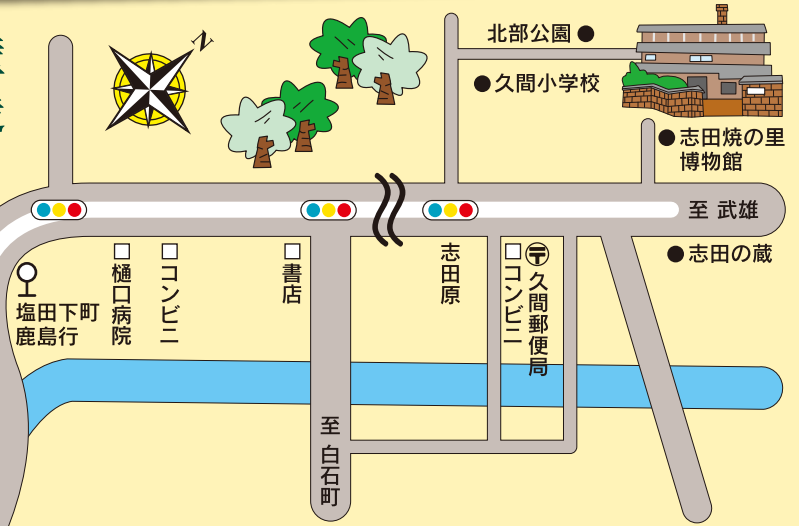 N
北部公園
久間小学校
志田焼の里
博物館
至 武雄
志田の蔵
塩田下町
鹿島行
樋口病院
コンビニ
書店
志田原
コンビニ
久間郵便局
至 白石町